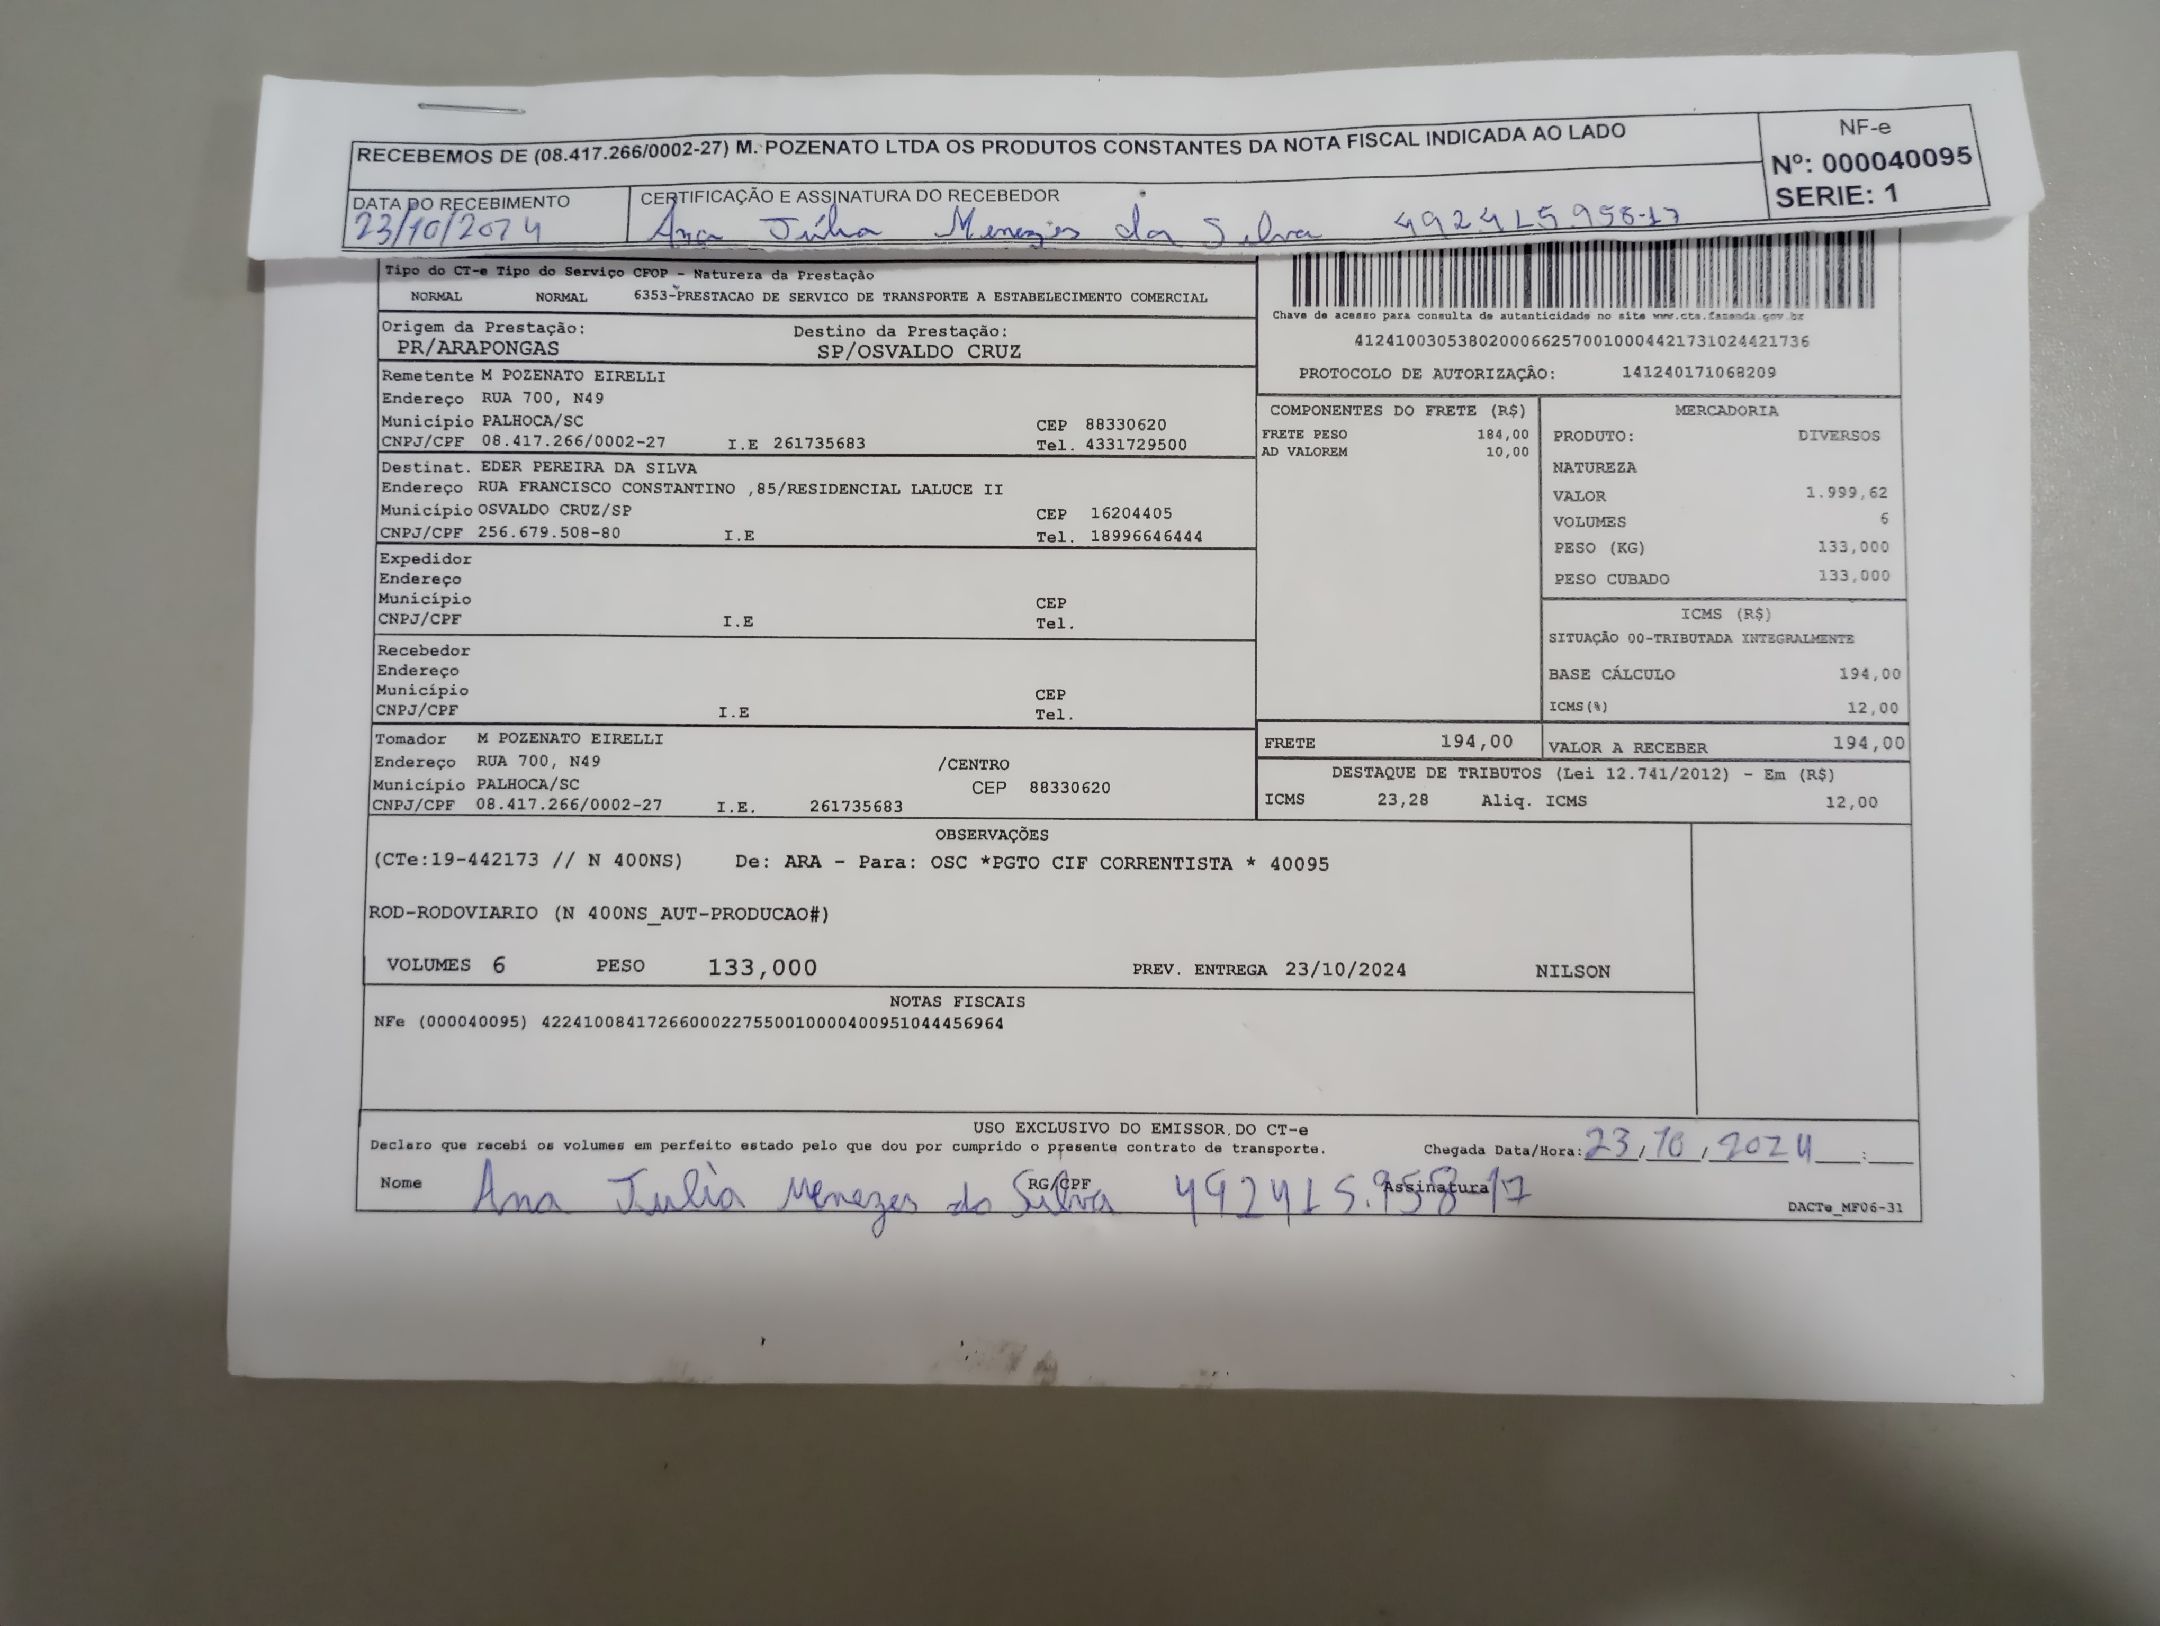 RECEBEMOS DE (08.417.266/0002-27) M. POZENATO LTDA OS PRODUTOS CONSTANTES DA NOTA FISCAL INDICADA AO LADO
NF-e
Nº: 000040095
SERIE: 1
DATA DO RECEBIMENTO
23/10/2024
CERTIFICAÇÃO E ASSINATURA DO RECEBEDOR
Ana Júlia Menezes da Silva 492415958-17
Tipo do CT-e Tipo do Serviço CFOP - Natureza da Prestação
NORMAL NORMAL 6353-PRESTACAO DE SERVICO DE TRANSPORTE A ESTABELECIMENTO COMERCIAL
Origem da Prestação: Destino da Prestação:
PR/ARAPONGAS SP/OSVALDO CRUZ
Chave de acesso para consulta de autenticidade no site www.cte.fazenda.gov.br
41241003053802000662570010004421731024421736
PROTOCOLO DE AUTORIZAÇÃO: 141240171068209
Remetente M POZENATO EIRELLI
Endereço RUA 700, N49
Município PALHOCA/SC CEP 88330620
CNPJ/CPF 08.417.266/0002-27 I.E 261735683 Tel. 4331729500
Destinat. EDER PEREIRA DA SILVA
Endereço RUA FRANCISCO CONSTANTINO ,85/RESIDENCIAL LALUCE II
Município OSVALDO CRUZ/SP CEP 16204405
CNPJ/CPF 256.679.508-80 I.E Tel. 18996646444
Expedidor
Endereço
Município CEP
CNPJ/CPF I.E Tel.
Recebedor
Endereço
Município CEP
CNPJ/CPF I.E Tel.
Tomador M POZENATO EIRELLI
Endereço RUA 700, N49 /CENTRO
Município PALHOCA/SC CEP 88330620
CNPJ/CPF 08.417.266/0002-27 I.E. 261735683
COMPONENTES DO FRETE (R$)
FRETE PESO 184,00
AD VALOREM 10,00
MERCADORIA
PRODUTO: DIVERSOS
NATUREZA
VALOR 1.999,62
VOLUMES 6
PESO (KG) 133,000
PESO CUBADO 133,000
ICMS (R$)
SITUAÇÃO 00-TRIBUTADA INTEGRALMENTE
BASE CÁLCULO 194,00
ICMS(%) 12,00
FRETE 194,00 VALOR A RECEBER 194,00
DESTAQUE DE TRIBUTOS (Lei 12.741/2012) - Em (R$)
ICMS 23,28 Aliq. ICMS 12,00
OBSERVAÇÕES
(CTe:19-442173 // N 400NS) De: ARA - Para: OSC *PGTO CIF CORRENTISTA * 40095
ROD-RODOVIARIO (N 400NS_AUT-PRODUCAO#)
VOLUMES 6 PESO 133,000 PREV. ENTREGA 23/10/2024 NILSON
NOTAS FISCAIS
NFe (000040095) 42241008417266000227550010000400951044456964
USO EXCLUSIVO DO EMISSOR DO CT-e
Declaro que recebi os volumes em perfeito estado pelo que dou por cumprido o presente contrato de transporte. Chegada Data/Hora: 23/10/2024 __:__
Nome Ana Julia Menezes da Silva RG/CPF 492415.958 17 Assinatura
DACTe_MF06-31